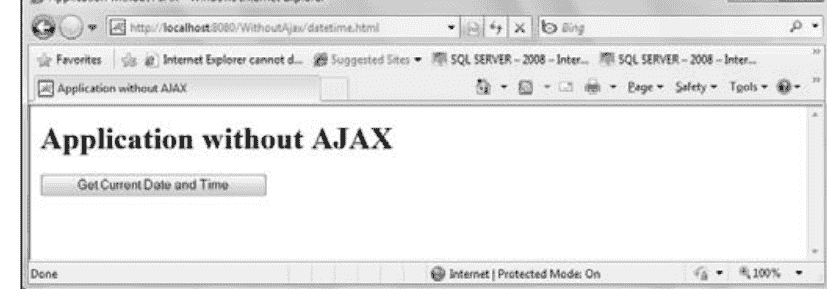 http://localhost:8080/WithoutAjax/datetime.html
Bing
Favorites
Internet Explorer cannot d...
Suggested Sites
SQL SERVER – 2008 – Inter...
SQL SERVER – 2008 – Inter...
Application without AJAX
Page
Safety
Tools
Application without AJAX
Get Current Date and Time
Done
Internet | Protected Mode: On
100%